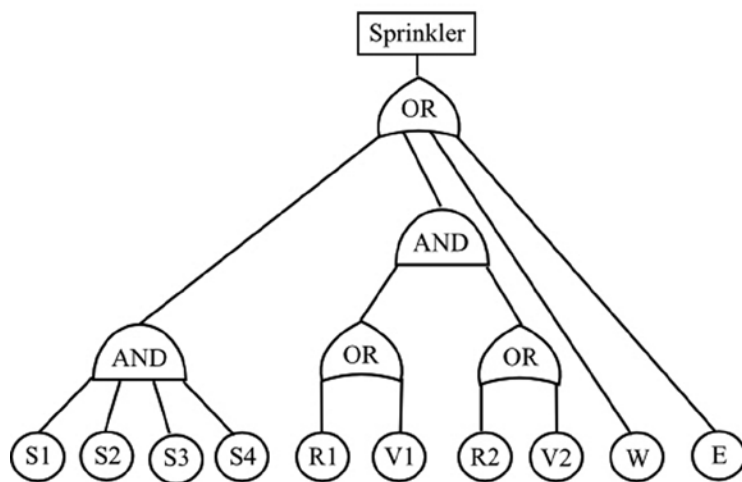 Sprinkler
OR
AND
AND
OR
OR
S1 S2 S3 S4 R1 V1 R2 V2 W E